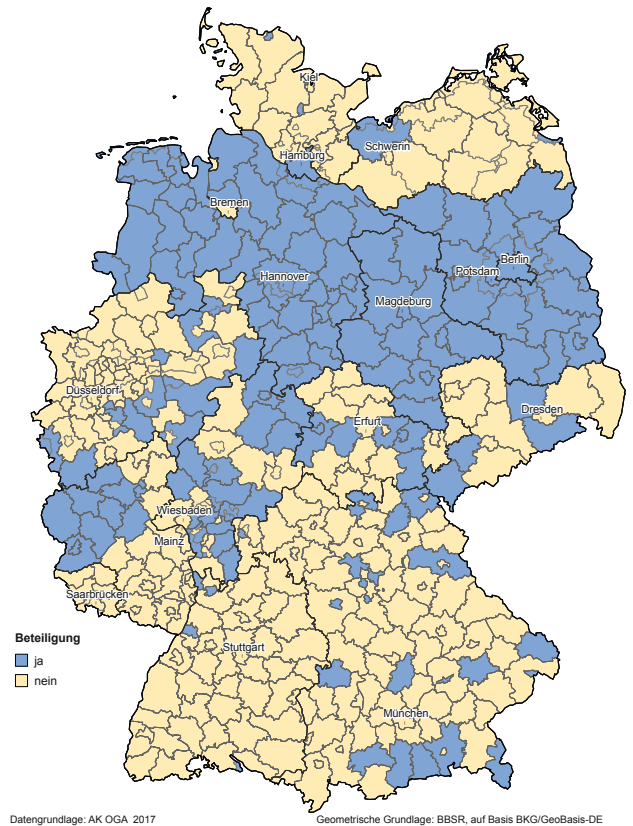 Kiel
Schwerin
Hamburg
Bremen
Berlin
Hannover
Potsdam
Magdeburg
Düsseldorf
Dresden
Erfurt
Wiesbaden
Mainz
Saarbrücken
Stuttgart
München
Beteiligung
ja
nein
Datengrundlage: AK OGA 2017
Geometrische Grundlage: BBSR, auf Basis BKG/GeoBasis-DE